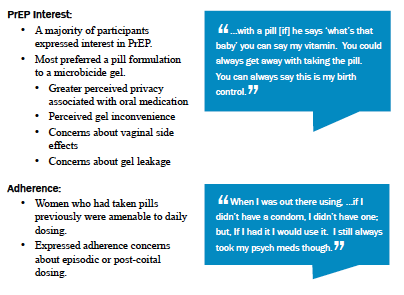 PrEP Interest:
• A majority of participants
expressed interest in PrEP.
• Most preferred a pill formulation
to a microbicide gel.
• Greater perceived privacy
associated with oral medication
• Perceived gel inconvenience
• Concerns about vaginal side
effects
• Concerns about gel leakage
“...with a pill [if] he says ‘what's that
baby’ you can say my vitamin. You could
always get away with taking the pill.
You can always say this is my birth
control.”
Adherence:
• Women who had taken pills
previously were amenable to daily
dosing.
• Expressed adherence concerns
about episodic or post-coital
dosing.
“When I was out there using, ...if I
didn't have a condom, I didn't have one;
but, If I had it I would use it. I still always
took my psych meds though.”